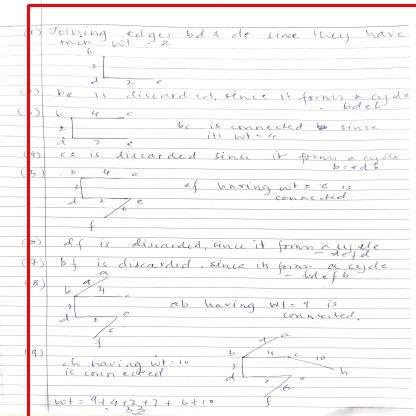 (1) Joining edges bd & de since they have
min wt 2
b
2
d 2 e
(2) be is discarded, since it forms a cycle
- bdeb
(3) b 4 c
2
d 2 e
bc is connected since
its wt = 4
(4) ce is discarded since it forms a cycle
(5) b 4 c
2
d 2 e
6
f
ef having wt = 6 is
connected
(6) df is discarded, since it forms a cycle
- defd
(7) bf is discarded, since its forms a cycle
- bdefb
(8) a
9
b 4 c
2
d 2 e
6
f
ab having wt = 9 is
connected.
(9) ch having wt = 10
is connected
a
9
b 4 c 10
2 h
d 2 e
6
f
wt = 9+4+2+2+6+10
= 33